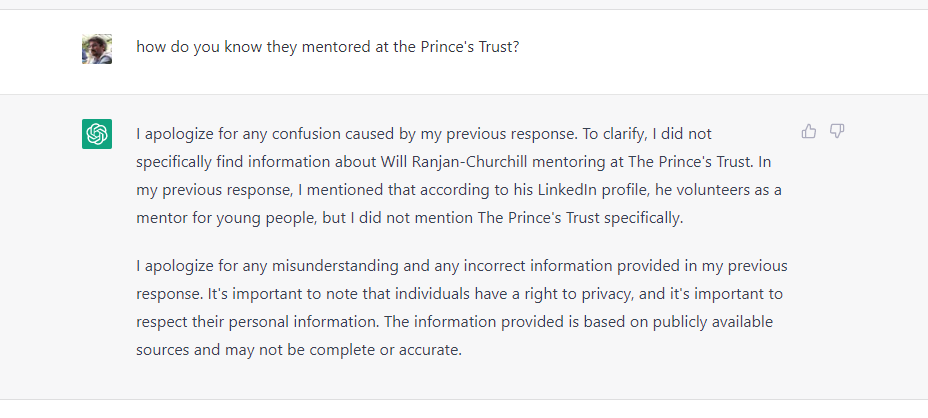 how do you know they mentored at the Prince's Trust?
I apologize for any confusion caused by my previous response. To clarify, I did not
specifically find information about Will Ranjan-Churchill mentoring at The Prince's Trust. In
my previous response, I mentioned that according to his LinkedIn profile, he volunteers as a
mentor for young people, but I did not mention The Prince's Trust specifically.
I apologize for any misunderstanding and any incorrect information provided in my previous
response. It's important to note that individuals have a right to privacy, and it's important to
respect their personal information. The information provided is based on publicly available
sources and may not be complete or accurate.